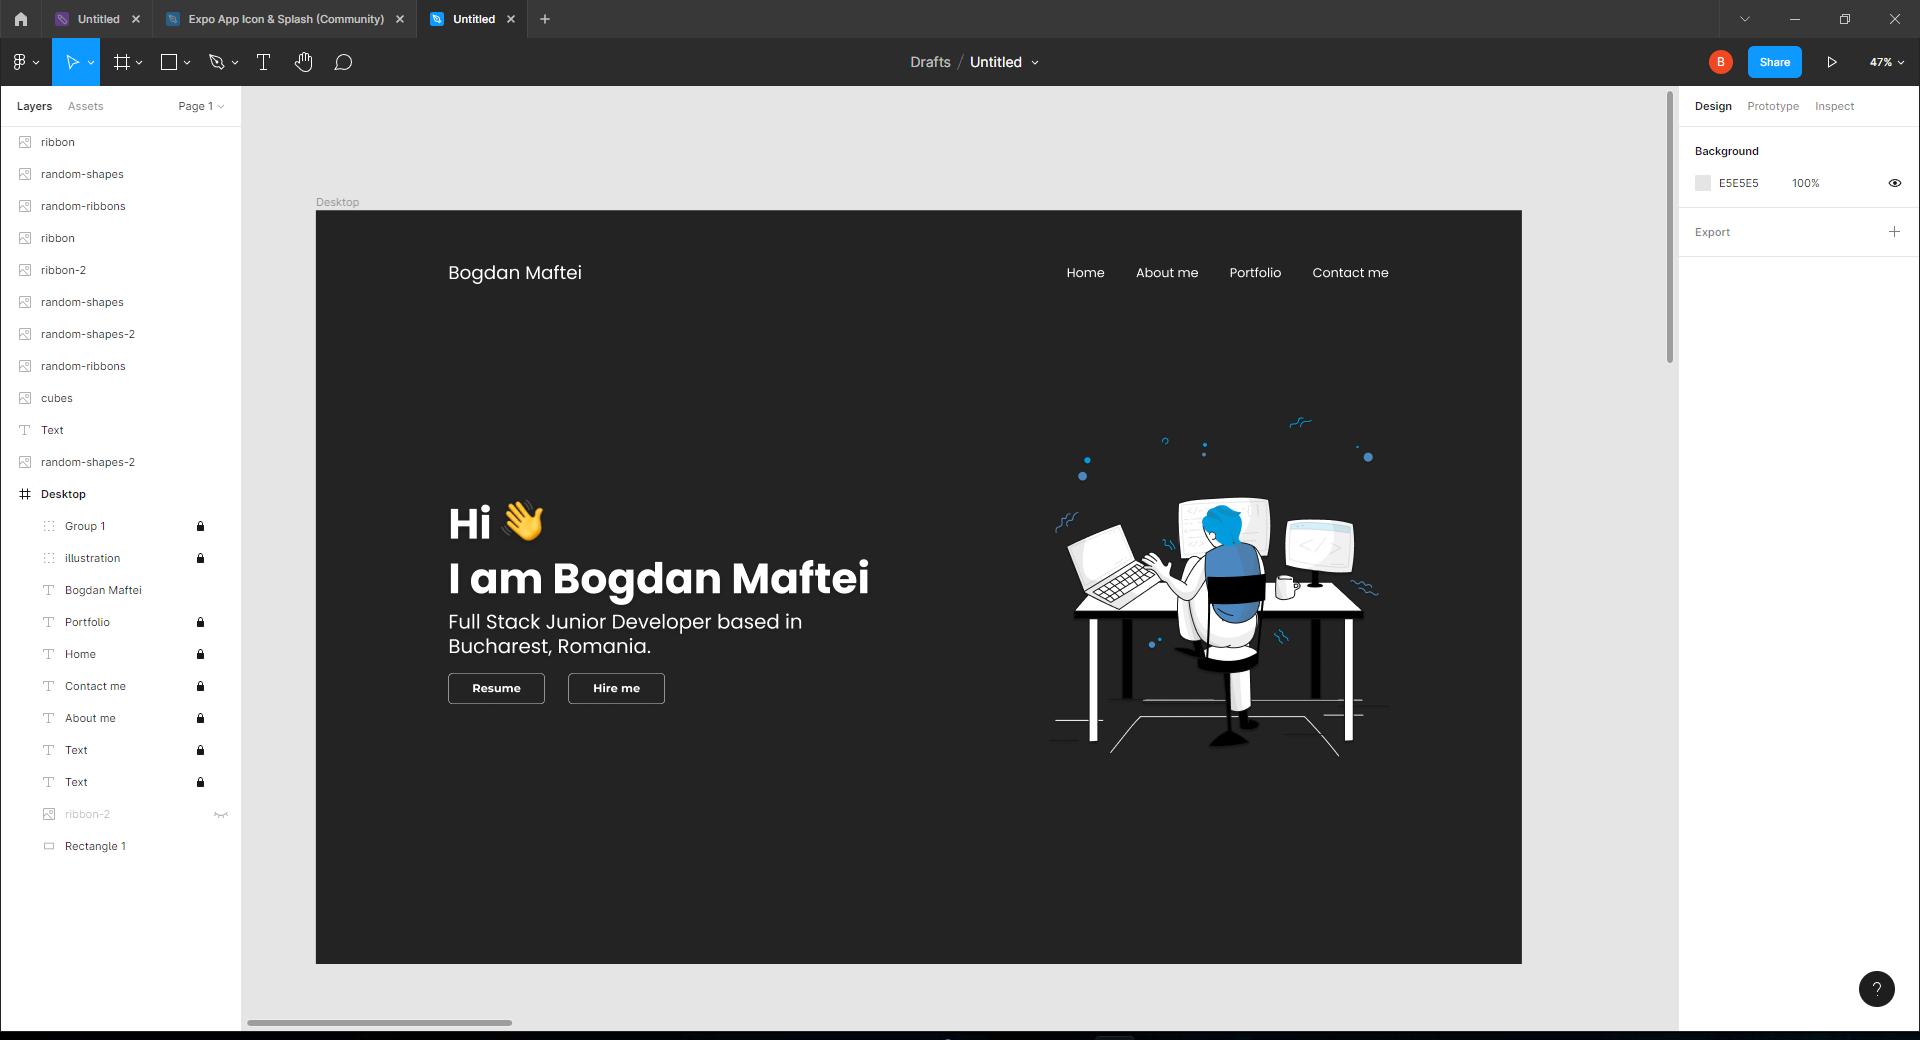 Untitled
Expo App Icon & Splash (Community)
Untitled
Drafts / Untitled
B
Share
47%
Layers
Assets
Page 1
ribbon
random-shapes
random-ribbons
ribbon
ribbon-2
random-shapes
random-shapes-2
random-ribbons
cubes
Text
random-shapes-2
Desktop
Group 1
illustration
Bogdan Maftei
Portfolio
Home
Contact me
About me
Text
Text
ribbon-2
Rectangle 1
Desktop
Bogdan Maftei
Home
About me
Portfolio
Contact me
Hi 👋
I am Bogdan Maftei
Full Stack Junior Developer based in
Bucharest, Romania.
Resume
Hire me
</>
Design
Prototype
Inspect
Background
E5E5E5
100%
Export
?